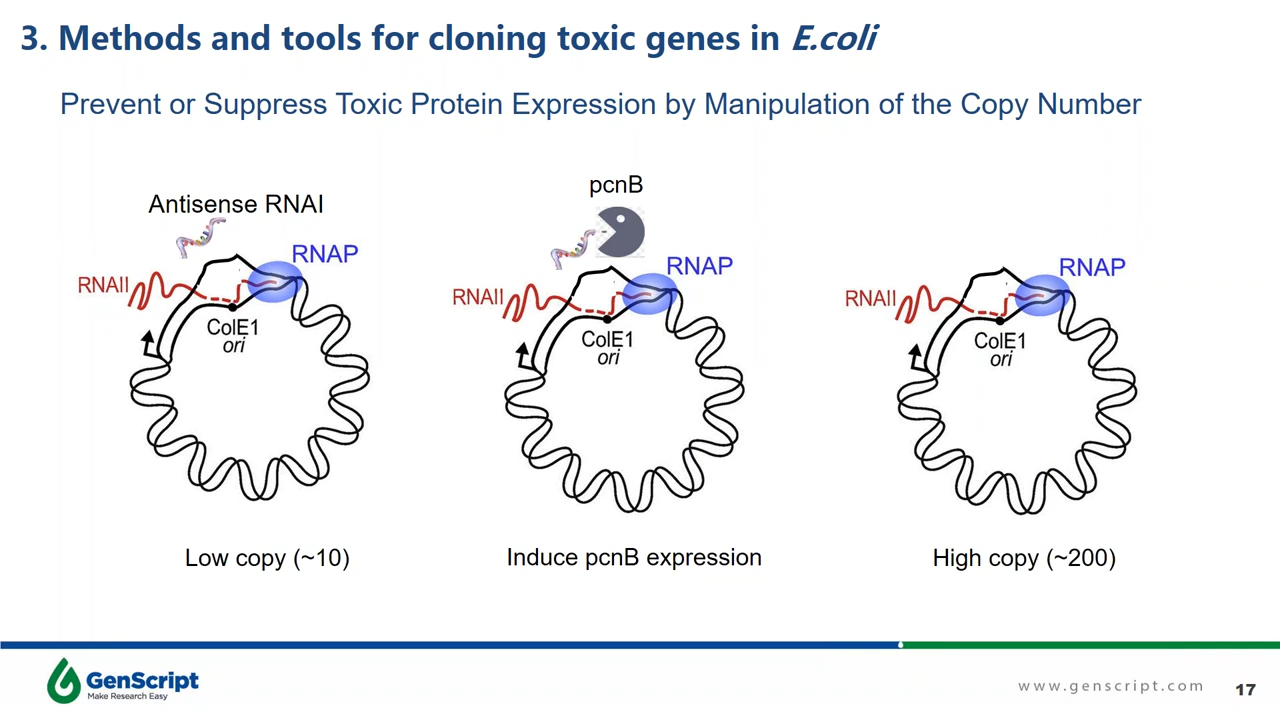 3. Methods and tools for cloning toxic genes in E.coli
Prevent or Suppress Toxic Protein Expression by Manipulation of the Copy Number
Antisense RNAI
RNAP
RNAII
ColE1
ori
Low copy (~10)
pcnB
RNAP
RNAII
ColE1
ori
Induce pcnB expression
RNAP
RNAII
ColE1
ori
High copy (~200)
GenScript
Make Research Easy
www.genscript.com
17